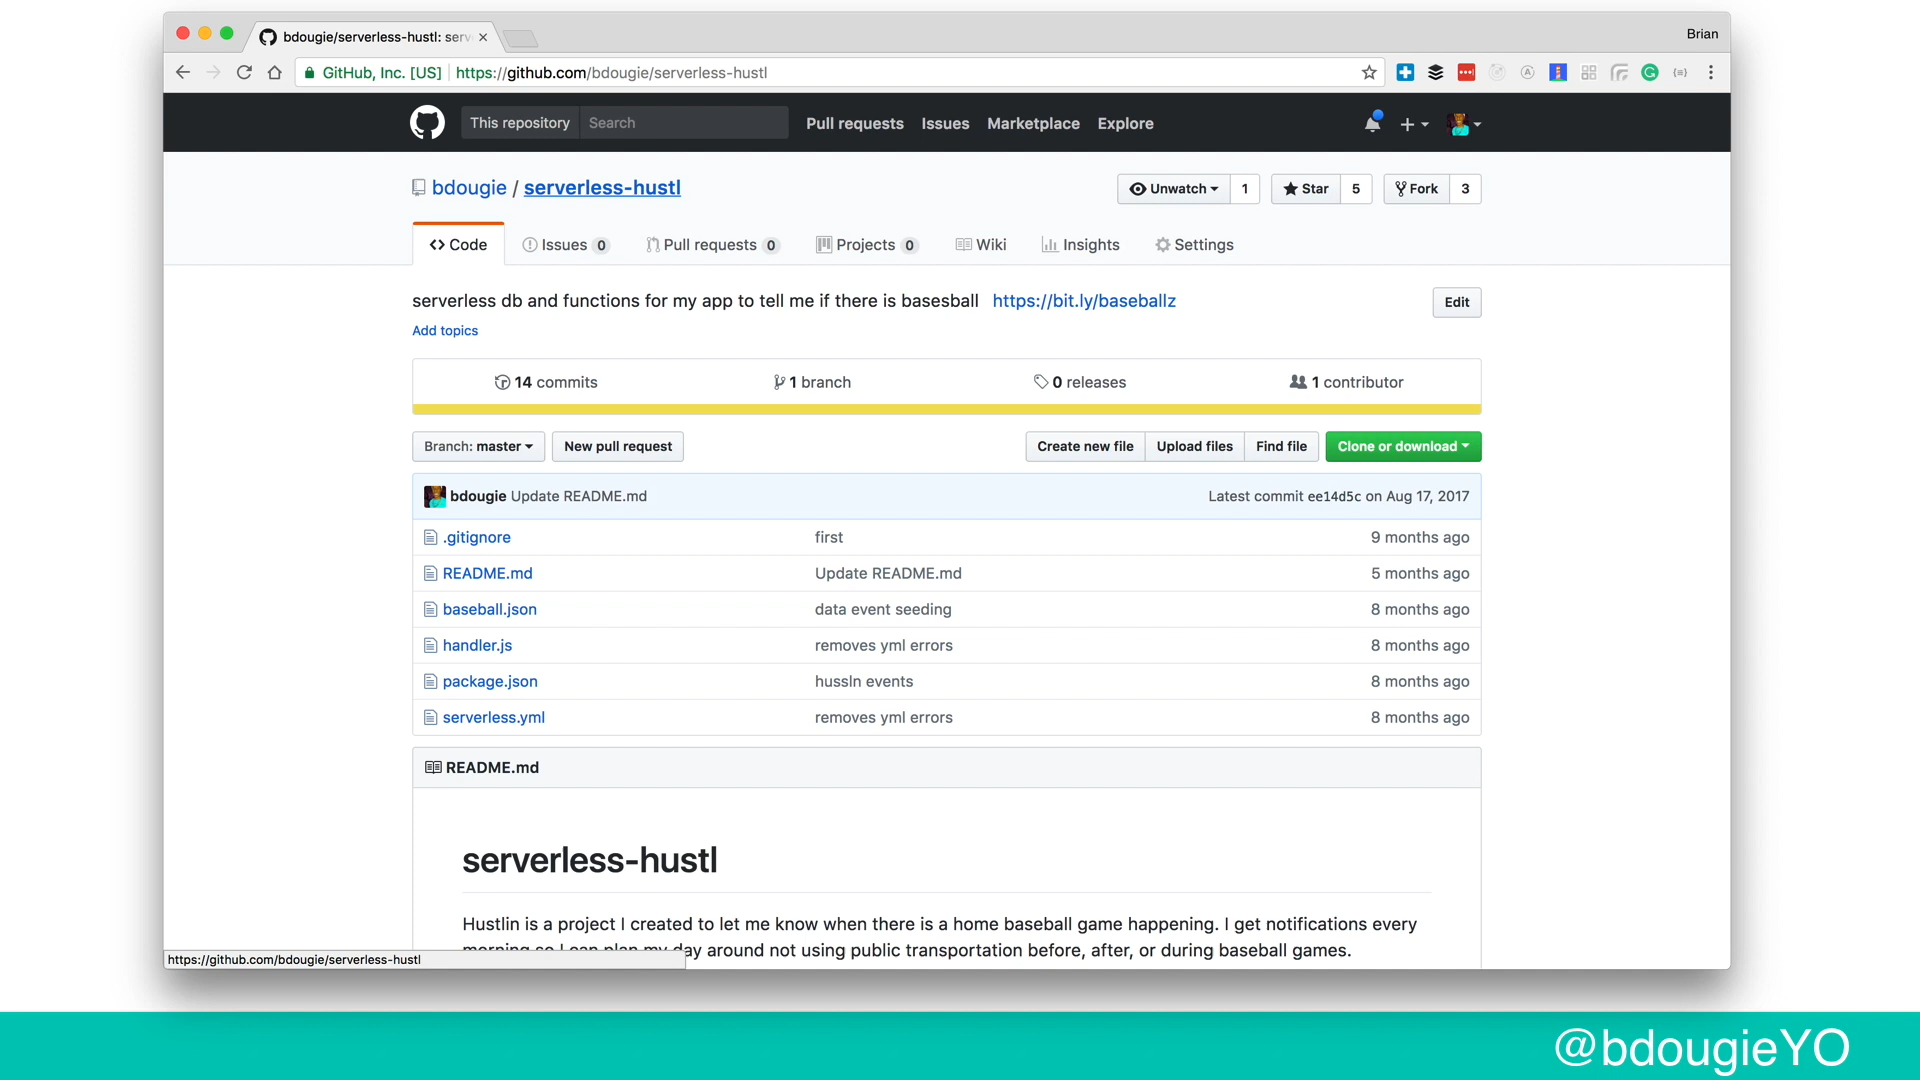 bdougie/serverless-hustl: serv
Brian
GitHub, Inc. [US] https://github.com/bdougie/serverless-hustl
This repository Search Pull requests Issues Marketplace Explore
bdougie / serverless-hustl
Unwatch 1 Star 5 Fork 3
Code Issues 0 Pull requests 0 Projects 0 Wiki Insights Settings
serverless db and functions for my app to tell me if there is basesball https://bit.ly/baseballz
Edit
Add topics
14 commits 1 branch 0 releases 1 contributor
Branch: master New pull request Create new file Upload files Find file Clone or download
bdougie Update README.md Latest commit ee14d5c on Aug 17, 2017
.gitignore first 9 months ago
README.md Update README.md 5 months ago
baseball.json data event seeding 8 months ago
handler.js removes yml errors 8 months ago
package.json hussln events 8 months ago
serverless.yml removes yml errors 8 months ago
README.md
serverless-hustl
Hustlin is a project I created to let me know when there is a home baseball game happening. I get notifications every
morning so I can plan my day around not using public transportation before, after, or during baseball games.
https://github.com/bdougie/serverless-hustl
@bdougieYO